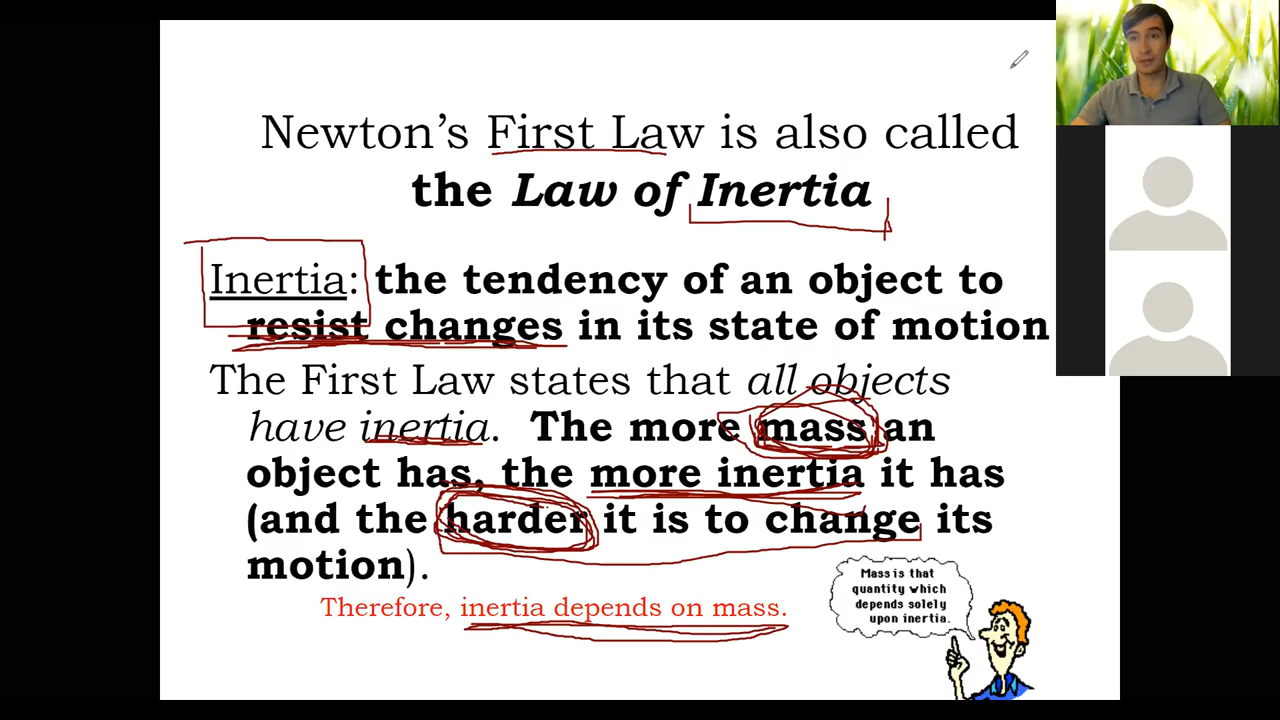 Newton's First Law is also called
the Law of Inertia
Inertia: the tendency of an object to
resist changes in its state of motion
The First Law states that all objects
have inertia. The more mass an
object has, the more inertia it has
(and the harder it is to change its
motion).
Therefore, inertia depends on mass.
Mass is that
quantity which
depends solely
upon inertia.